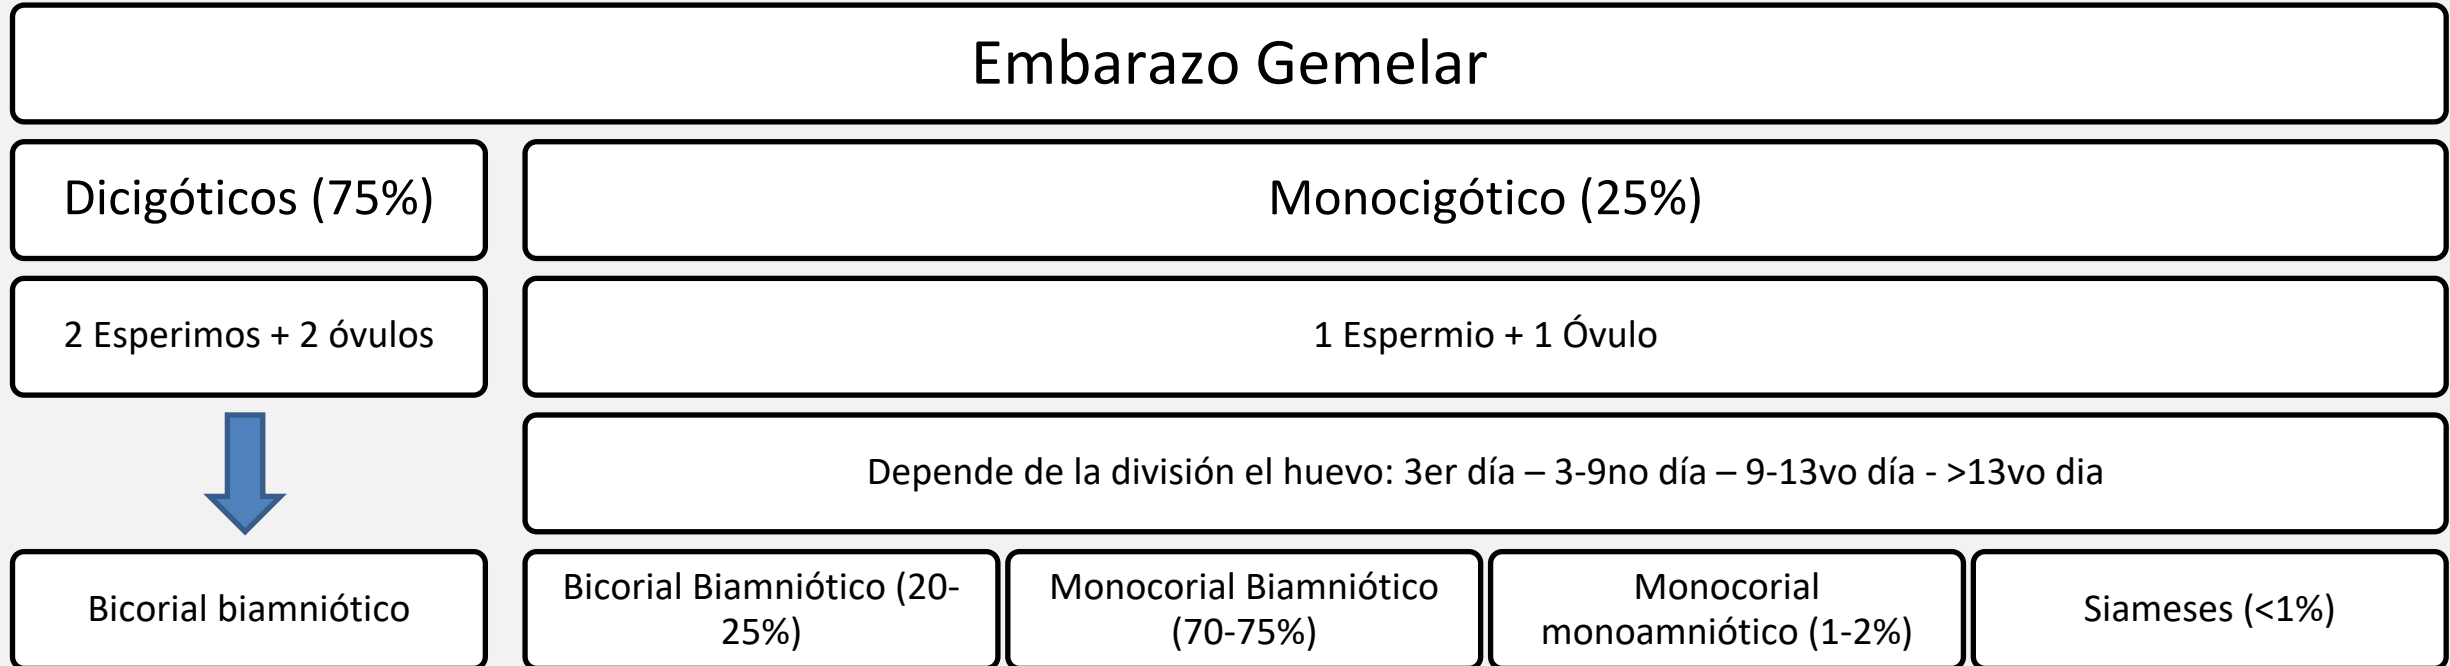 Embarazo Gemelar
Dicigóticos (75%)
Monocigótico (25%)
2 Esperimos + 2 óvulos
1 Espermio + 1 Óvulo
Depende de la división el huevo: 3er día – 3-9no día – 9-13vo día - >13vo dia
Bicorial biamniótico
Bicorial Biamniótico (20-
25%)
Monocorial Biamniótico
(70-75%)
Monocorial
monoamniótico (1-2%)
Siameses (<1%)